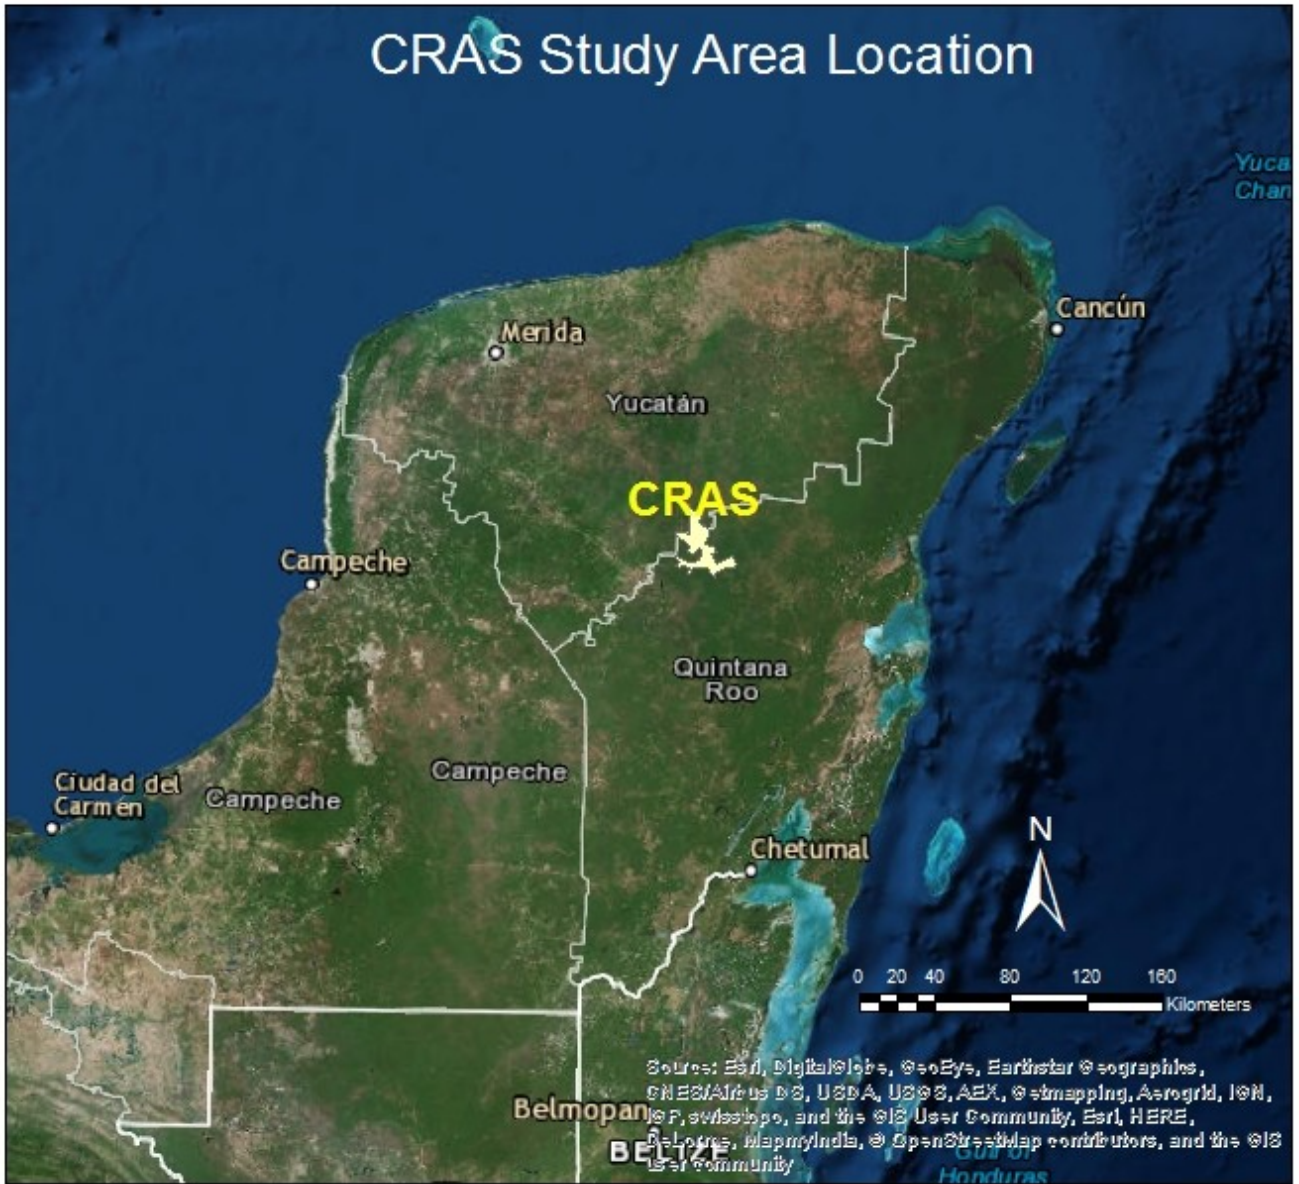 CRAS Study Area Location
Yuca
Chan
Cancún
Merida
Yucatán
CRAS
Campeche
Quintana
Roo
Campeche
Ciudad del
Carmen
Campeche
Chetumal
N
0 20 40 80 120 160
Kilometers
Source: Esri, DigitalGlobe, GeoEye, Earthstar Geographics,
CNES/Airbus DS, USDA, USGS, AEX, Getmapping, Aerogrid, IGN,
IGP, swisstopo, and the GIS User Community, Esri, HERE,
DeLorme, MapmyIndia, © OpenStreetMap contributors, and the GIS
user community
Belmopan
BELIZE
Gulf of
Honduras